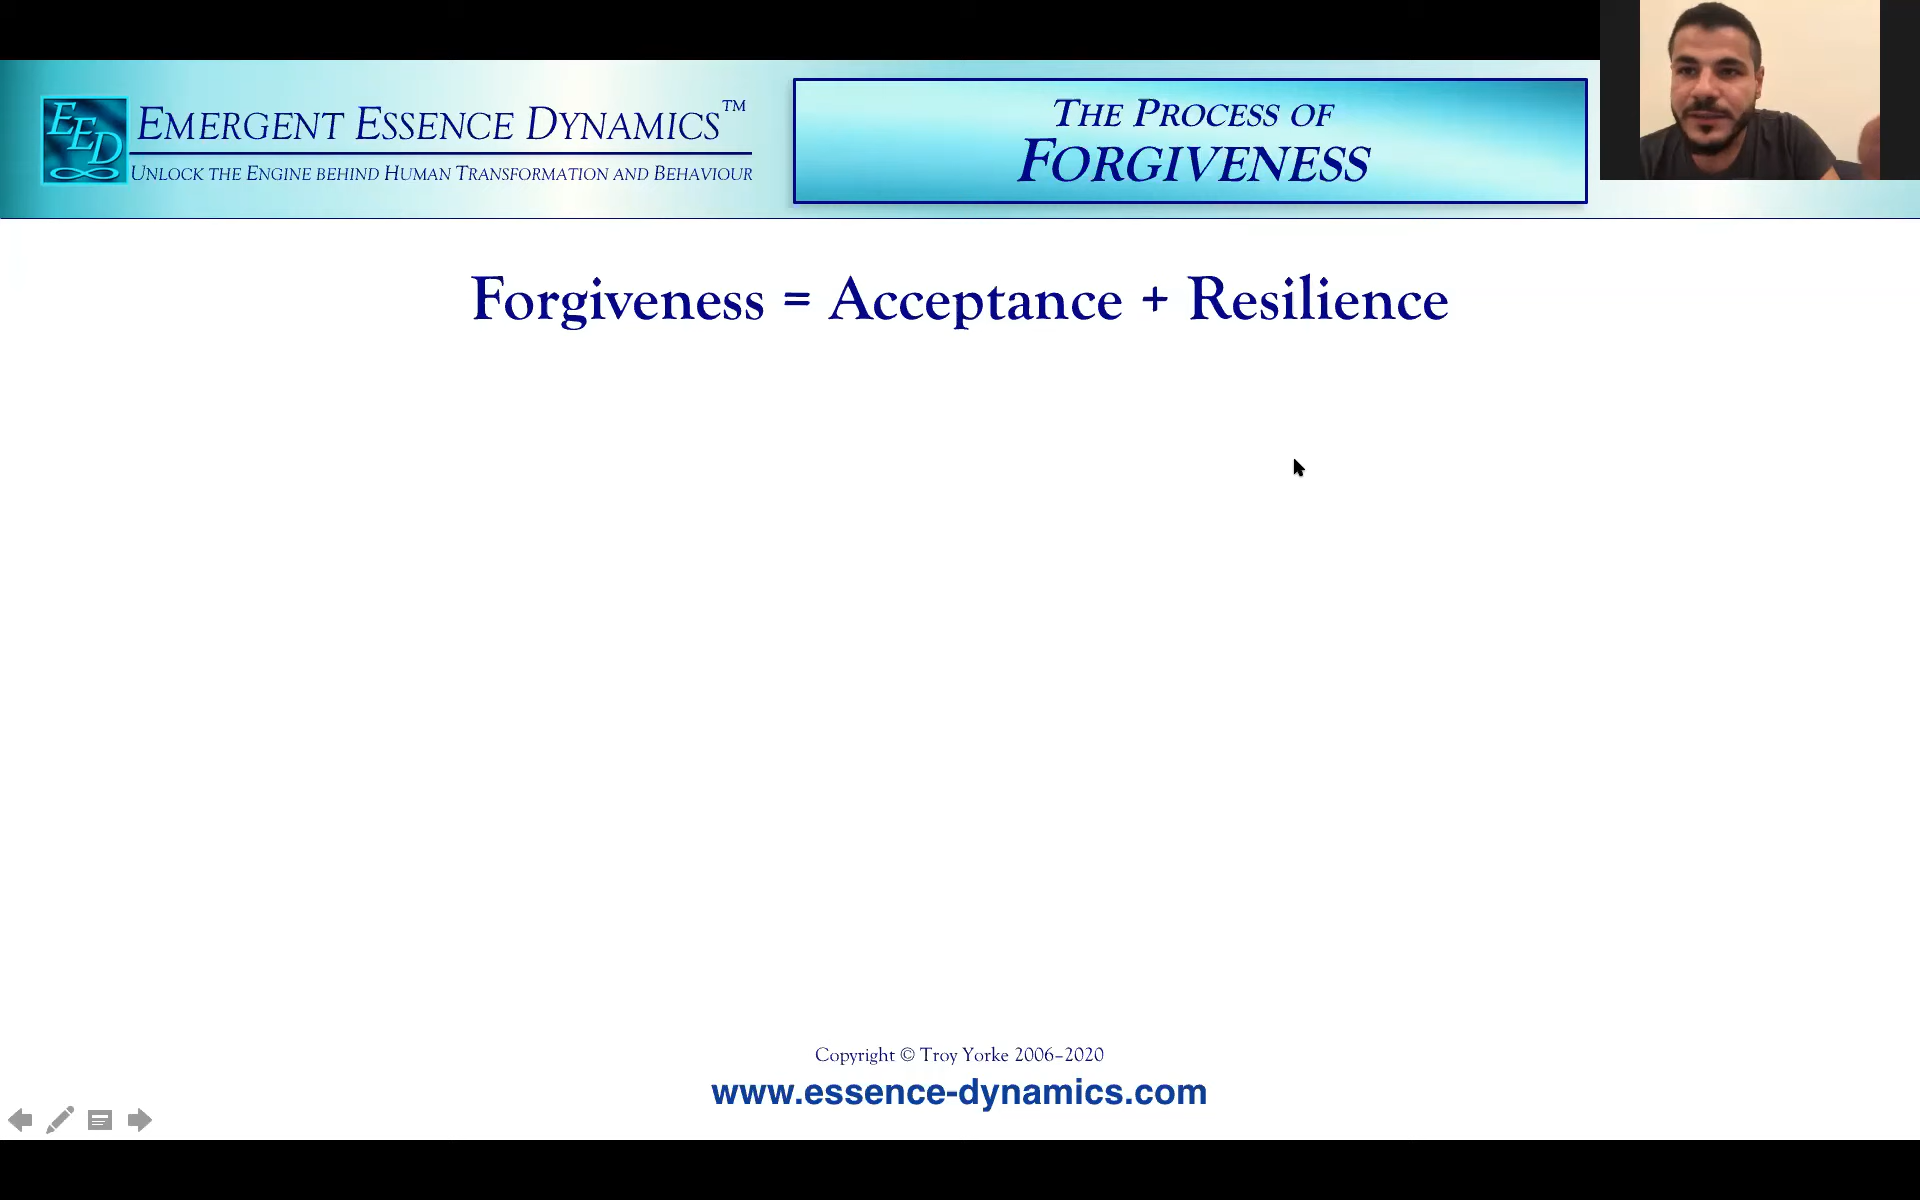 EED
EMERGENT ESSENCE DYNAMICS™
UNLOCK THE ENGINE BEHIND HUMAN TRANSFORMATION AND BEHAVIOUR
THE PROCESS OF
FORGIVENESS
Forgiveness = Acceptance + Resilience
Copyright © Troy Yorke 2006–2020
www.essence-dynamics.com